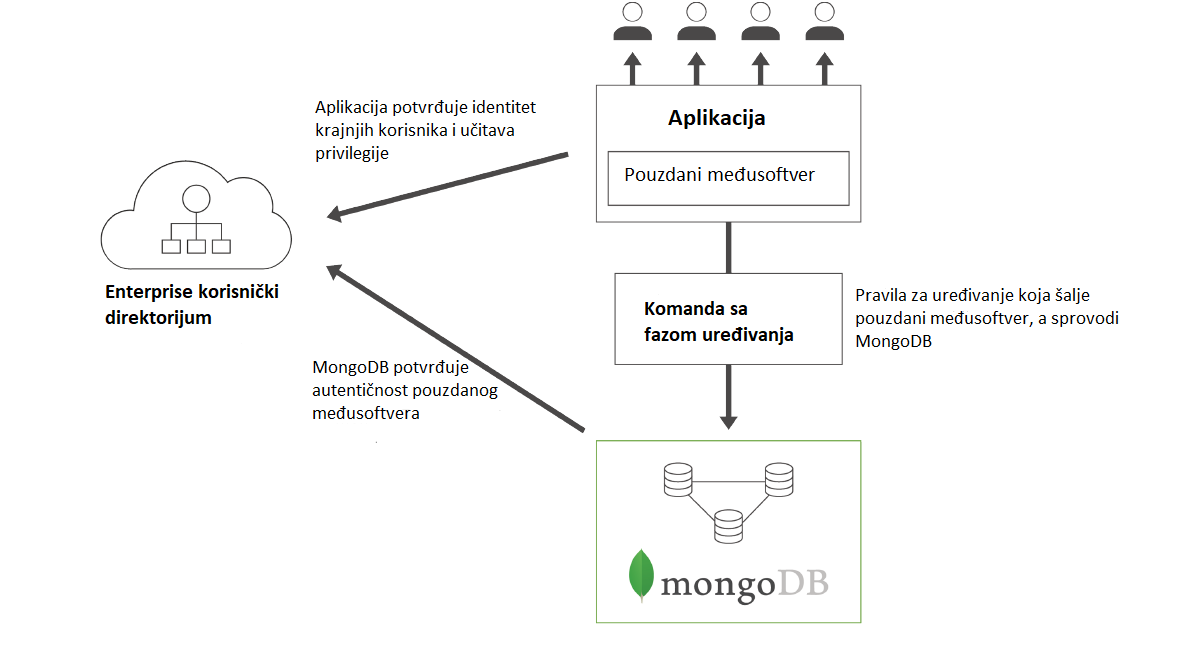 Aplikacija potvrđuje identitet
krajnjih korisnika i učitava
privilegije
Aplikacija
Pouzdani međusoftver
Enterprise korisnički
direktorijum
Komanda sa
fazom uređivanja
Pravila za uređivanje koja šalje
pouzdani međusoftver, a sprovodi
MongoDB
MongoDB potvrđuje
autentičnost pouzdanog
međusoftvera
mongoDB